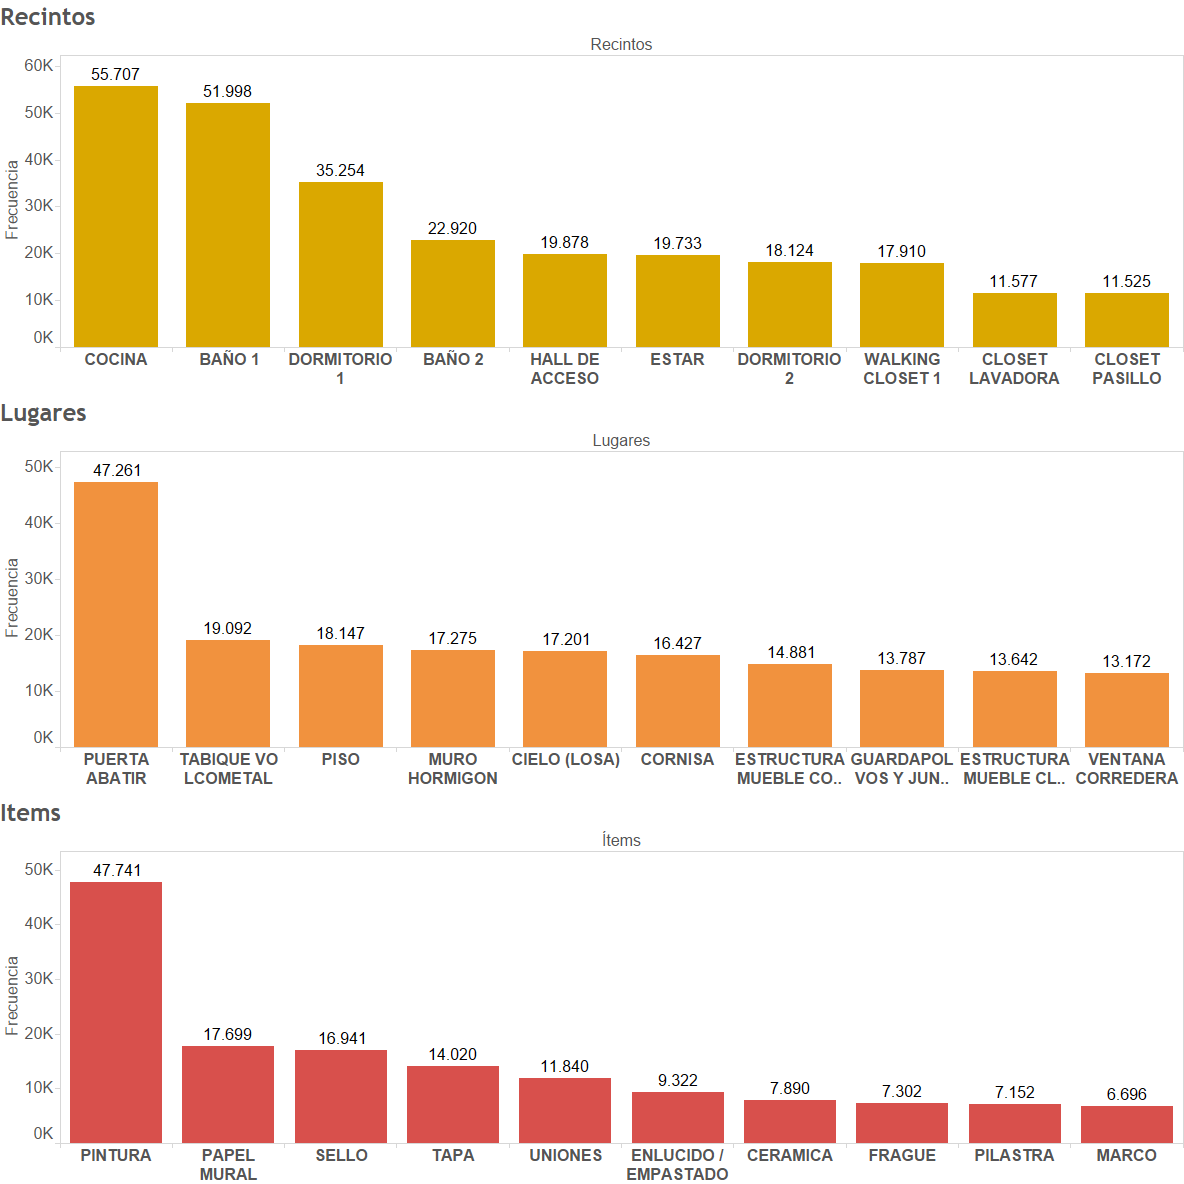 Recintos
Recintos
60K
50K
40K
30K
20K
10K
0K
Frecuencia
55.707
51.998
35.254
22.920
19.878
19.733
18.124
17.910
11.577
11.525
COCINA
BAÑO 1
DORMITORIO
1
BAÑO 2
HALL DE
ACCESO
ESTAR
DORMITORIO
2
WALKING
CLOSET 1
CLOSET
LAVADORA
CLOSET
PASILLO
Lugares
Lugares
50K
40K
30K
20K
10K
0K
Frecuencia
47.261
19.092
18.147
17.275
17.201
16.427
14.881
13.787
13.642
13.172
PUERTA
ABATIR
TABIQUE VO
LCOMETAL
PISO
MURO
HORMIGON
CIELO (LOSA)
CORNISA
ESTRUCTURA
MUEBLE CO..
GUARDAPOL
VOS Y JUN..
ESTRUCTURA
MUEBLE CL..
VENTANA
CORREDERA
Items
Ítems
50K
40K
30K
20K
10K
0K
Frecuencia
47.741
17.699
16.941
14.020
11.840
9.322
7.890
7.302
7.152
6.696
PINTURA
PAPEL
MURAL
SELLO
TAPA
UNIONES
ENLUCIDO /
EMPASTADO
CERAMICA
FRAGUE
PILASTRA
MARCO